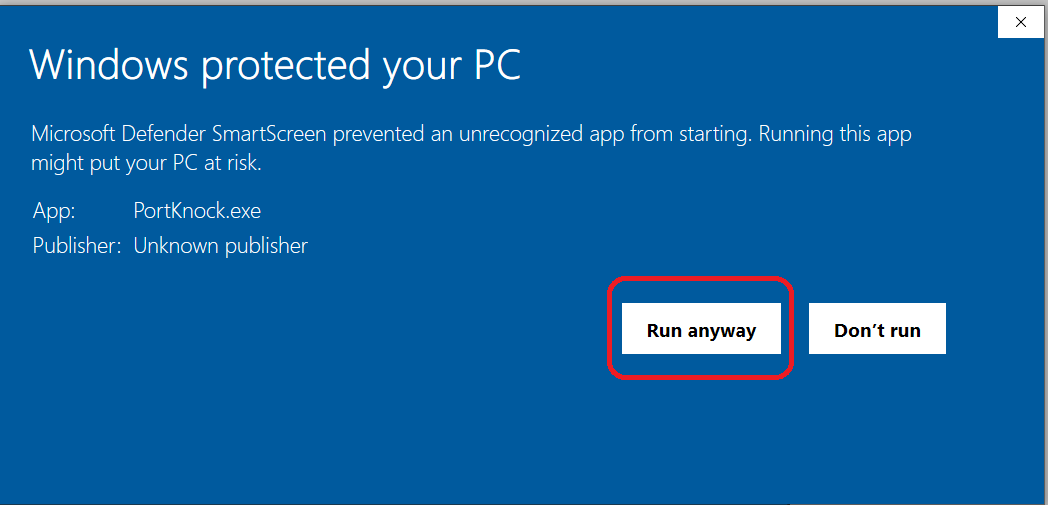 Windows protected your PC
Microsoft Defender SmartScreen prevented an unrecognized app from starting. Running this app
might put your PC at risk.
App: PortKnock.exe
Publisher: Unknown publisher
Run anyway Don’t run